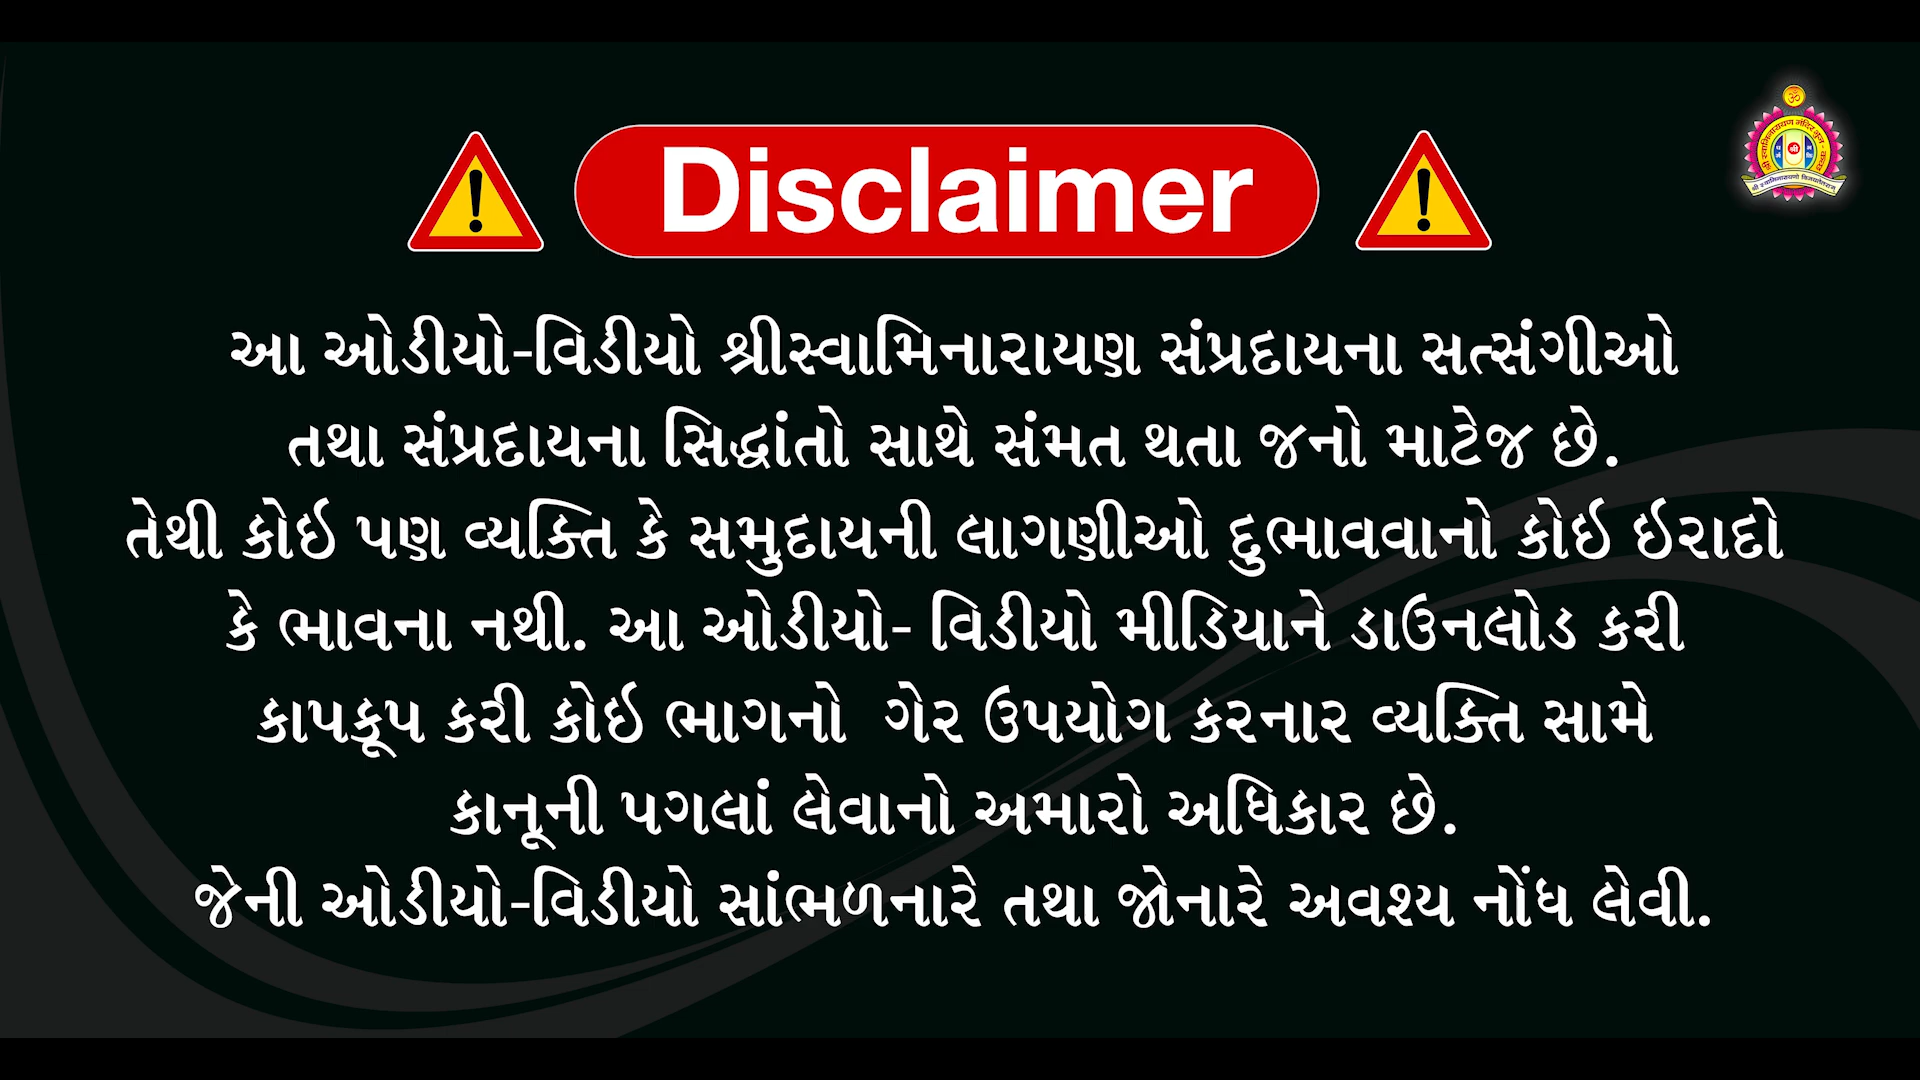 Disclaimer
આ ઓડીયો-વિડીયો શ્રીસ્વામિનારાયણ સંપ્રદાયના સત્સંગીઓ
તથા સંપ્રદાયના સિદ્ધાંતો સાથે સંમત થતા જનો માટેજ છે.
તેથી કોઇ પણ વ્યક્તિ કે સમુદાયની લાગણીઓ દુભાવવાનો કોઇ ઇરાદો
કે ભાવના નથી. આ ઓડીયો- વિડીયો મીડિયાને ડાઉનલોડ કરી
કાપકૂપ કરી કોઇ ભાગનો ગેર ઉપયોગ કરનાર વ્યક્તિ સામે
કાનૂની પગલાં લેવાનો અમારો અધિકાર છે.
જેની ઓડીયો-વિડીયો સાંભળનારે તથા જોનારે અવશ્ય નોંધ લેવી.